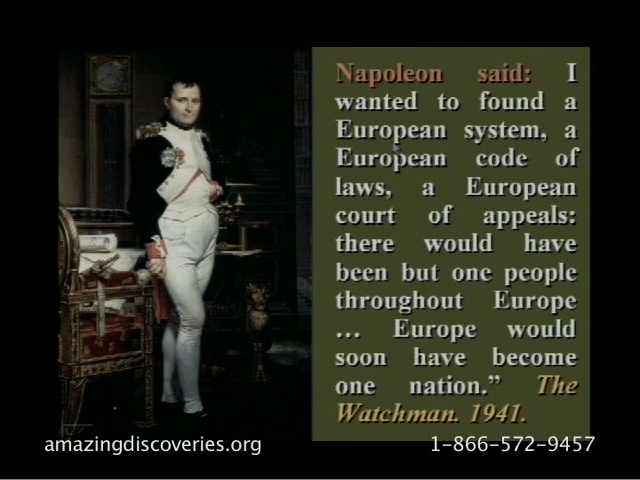 Napoleon said: I
wanted to found a
European system, a
European code of
laws, a European
court of appeals:
there would have
been but one people
throughout Europe
... Europe would
soon have become
one nation.” The
Watchman. 1941.
amazingdiscoveries.org
1-866-572-9457